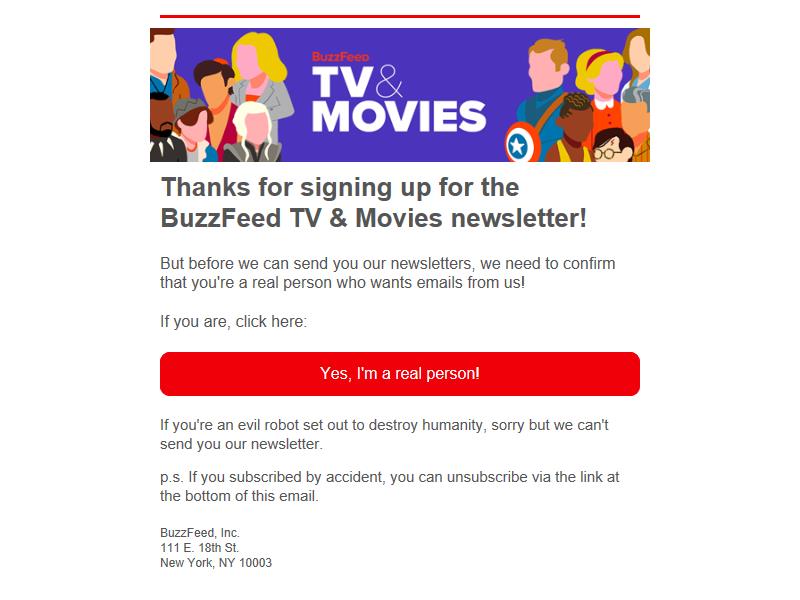 BuzzFeed
TV &
MOVIES
Thanks for signing up for the
BuzzFeed TV & Movies newsletter!
But before we can send you our newsletters, we need to confirm
that you're a real person who wants emails from us!
If you are, click here:
Yes, I'm a real person!
If you're an evil robot set out to destroy humanity, sorry but we can't
send you our newsletter.
p.s. If you subscribed by accident, you can unsubscribe via the link at
the bottom of this email.
BuzzFeed, Inc.
111 E. 18th St.
New York, NY 10003